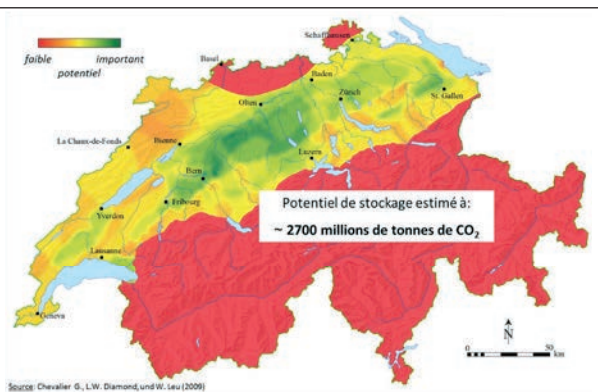 faible important
potentiel
Schaffhausen
Basel
Baden
Zürich
St. Gallen
Olten
La Chaux-de-Fonds
Bienne
Luzern
Bern
Fribourg
Yverdon
Lausanne
Geneva
Potentiel de stockage estimé à:
~ 2700 millions de tonnes de CO₂
N
0 50
km
Source: Chevalier G., L.W. Diamond, und W. Leu (2009)